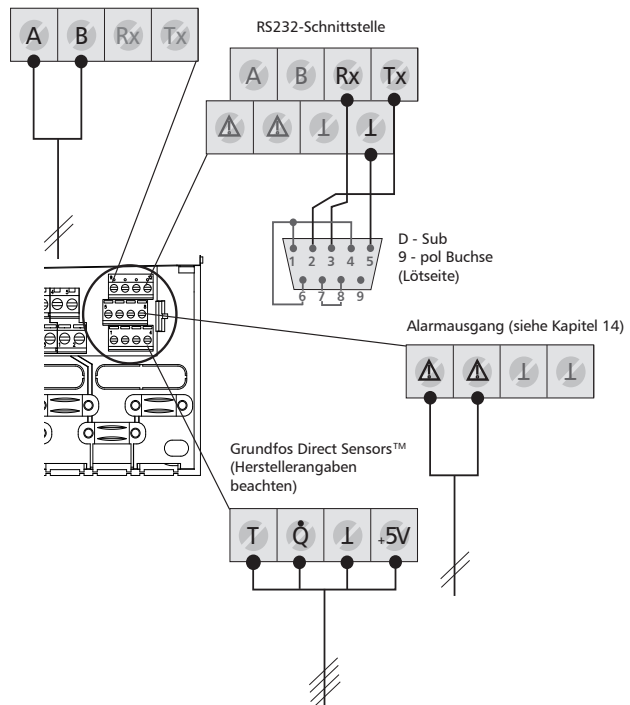 A B Rx Tx
RS232-Schnittstelle
A B Rx Tx
⚠ ⚠ ⊥ ⊥
1 2 3 4 5
6 7 8 9
D - Sub
9 - pol Buchse
(Lötseite)
Alarmausgang (siehe Kapitel 14)
⚠ ⚠ ⊥ ⊥
Grundfos Direct Sensors™
(Herstellerangaben
beachten)
T Q̇ ⊥ +5V